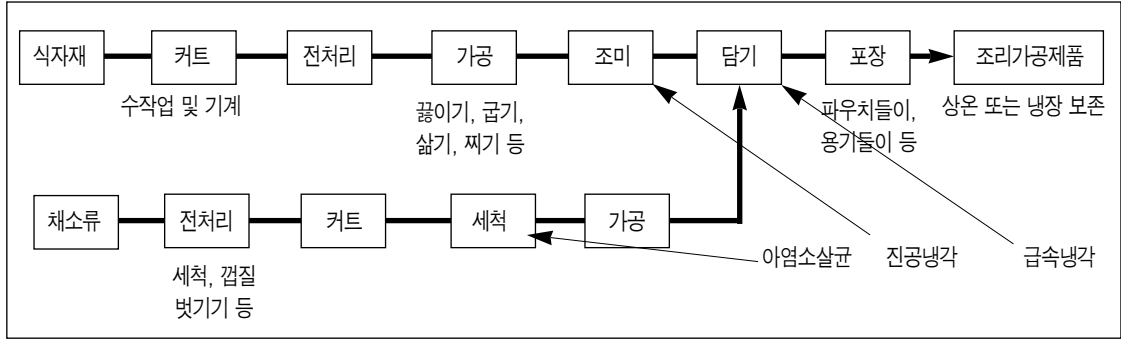 식자재 커트 전처리 가공 조미 담기 포장 조리가공제품
수작업 및 기계
끓이기, 굽기,
삶기, 찌기 등
파우치들이,
용기들이 등
상온 또는 냉장 보존
채소류 전처리 커트 세척 가공
세척, 껍질
벗기기 등
아염소살균 진공냉각 급속냉각